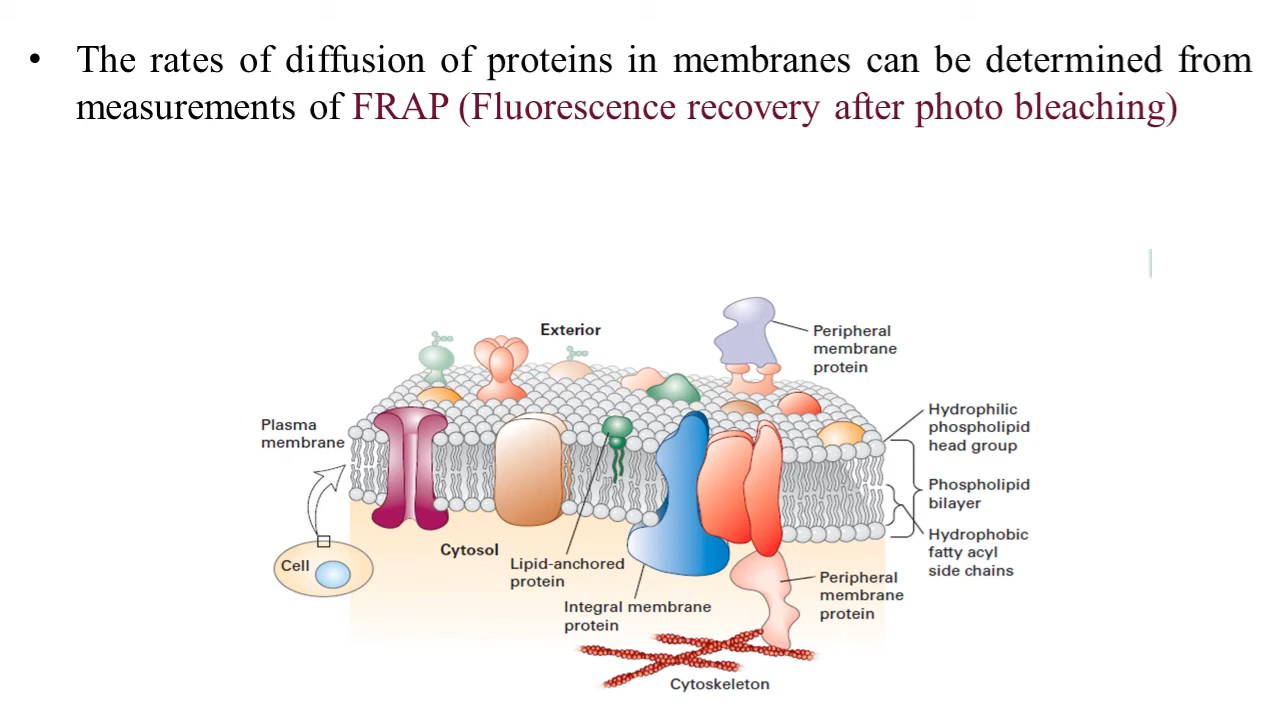 • The rates of diffusion of proteins in membranes can be determined from
measurements of FRAP (Fluorescence recovery after photo bleaching)
Exterior
Peripheral
membrane
protein
Plasma
membrane
Hydrophilic
phospholipid
head group
Phospholipid
bilayer
Hydrophobic
fatty acyl
side chains
Cytosol
Cell
Lipid-anchored
protein
Integral membrane
protein
Peripheral
membrane
protein
Cytoskeleton